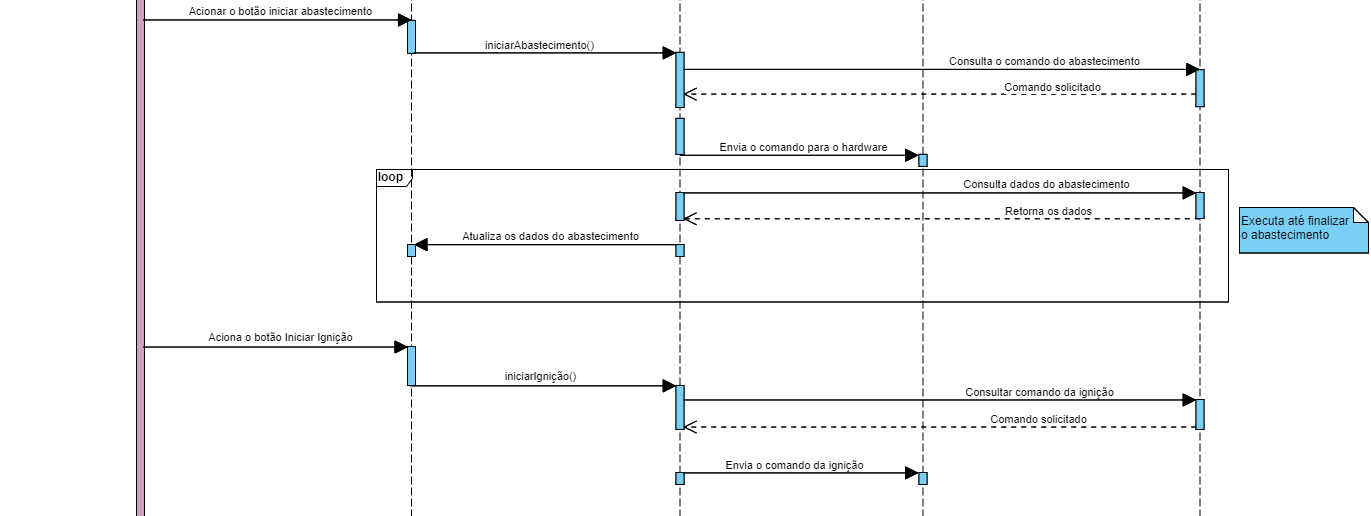 Acionar o botão iniciar abastecimento
iniciarAbastecimento()
Consulta o comando do abastecimento
Comando solicitado
Envia o comando para o hardware
loop
Consulta dados do abastecimento
Retorna os dados
Executa até finalizar
o abastecimento
Atualiza os dados do abastecimento
Aciona o botão Iniciar Ignição
iniciarIgnição()
Consultar comando da ignição
Comando solicitado
Envia o comando da ignição